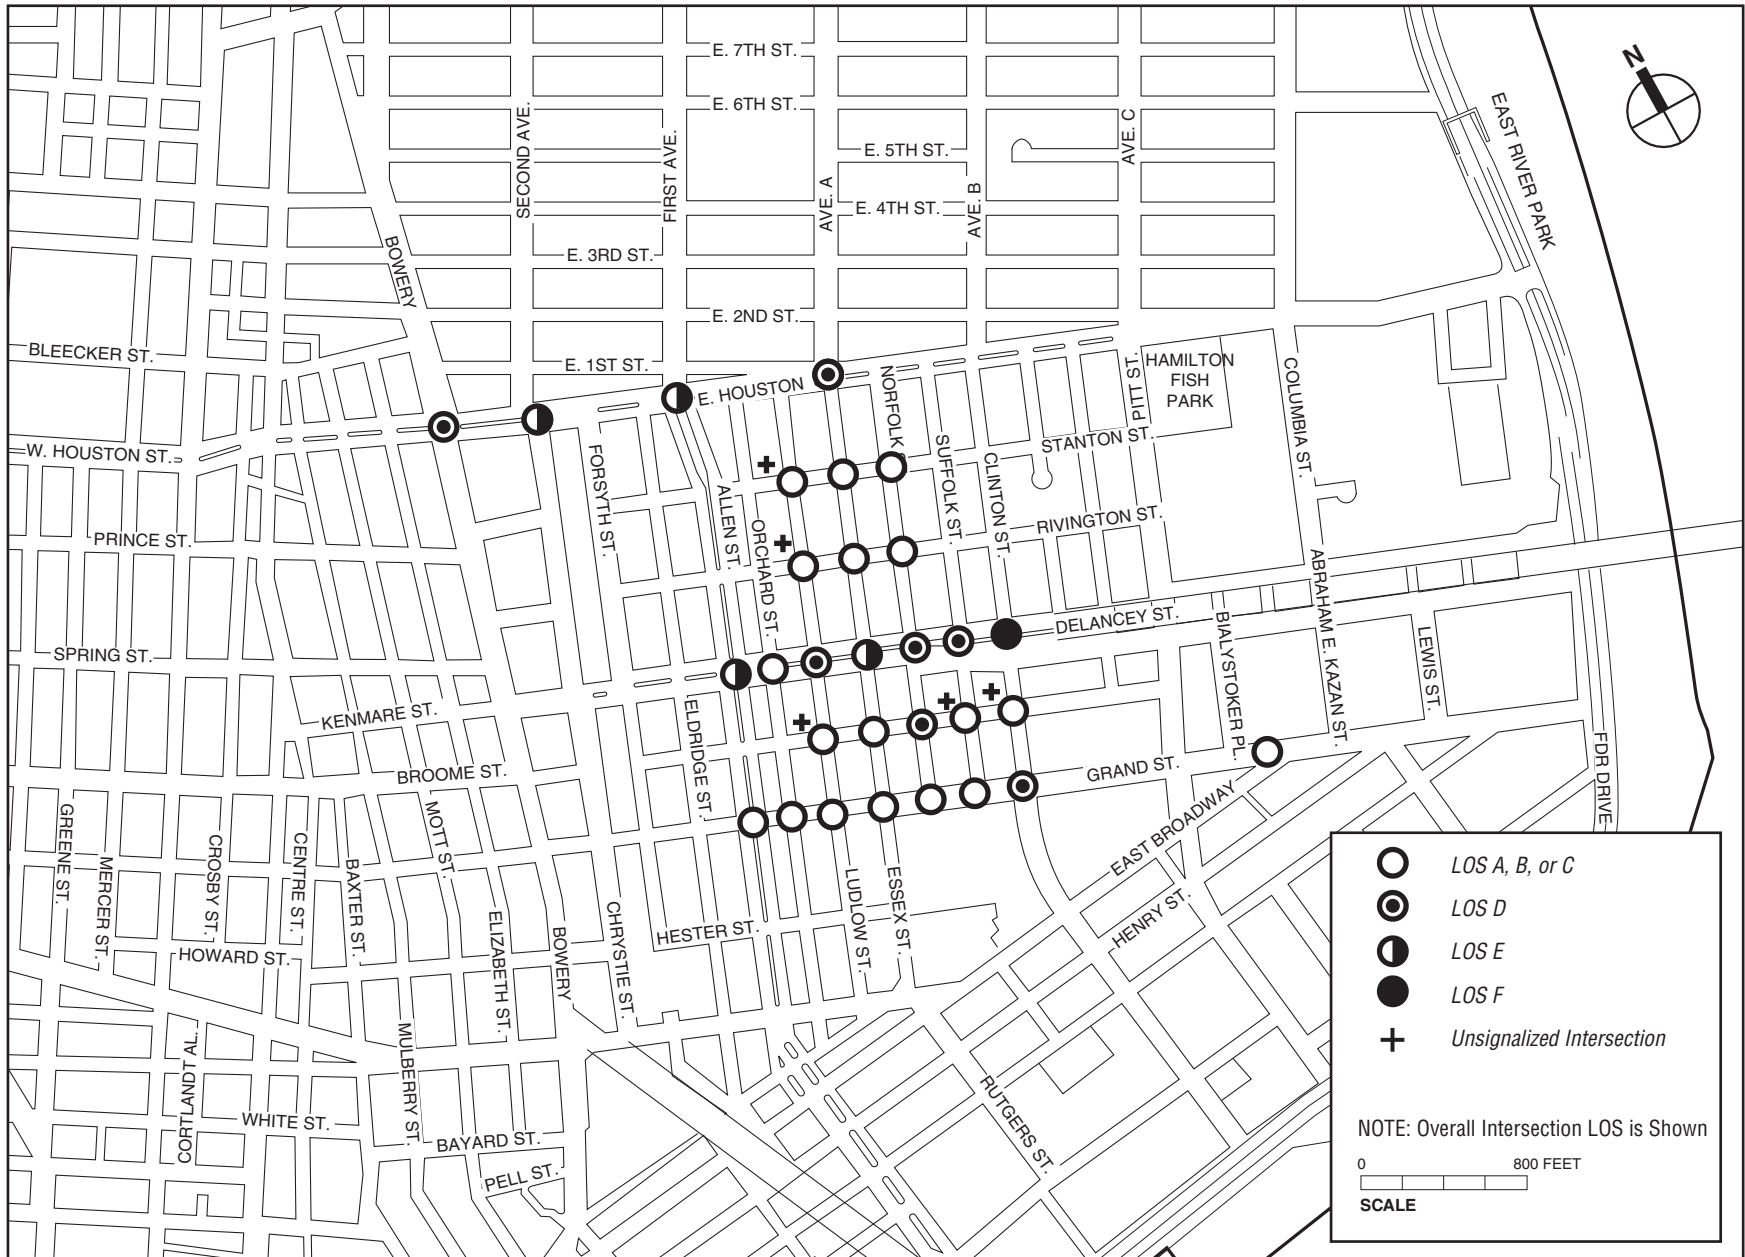 E. 7TH ST.
E. 6TH ST.
E. 5TH ST.
E. 4TH ST.
E. 3RD ST.
E. 2ND ST.
E. 1ST ST.
SECOND AVE.
FIRST AVE.
AVE. A
AVE. B
AVE. C
N
EAST RIVER PARK
BOWERY
BLEECKER ST.
E. HOUSTON
NORFOLK
PITT ST.
HAMILTON
FISH
PARK
COLUMBIA ST.
W. HOUSTON ST.
FORSYTH ST.
ALLEN ST.
ORCHARD ST.
SUFFOLK ST.
CLINTON ST.
STANTON ST.
RIVINGTON ST.
PRINCE ST.
ABRAHAM E. KAZAN ST.
DELANCEY ST.
BIALYSTOKER PL.
LEWIS ST.
SPRING ST.
KENMARE ST.
ELDRIDGE ST.
BROOME ST.
GRAND ST.
FDR DRIVE
EAST BROADWAY
GREENE ST.
MERCER ST.
CROSBY ST.
CENTRE ST.
BAXTER ST.
MOTT ST.
ELIZABETH ST.
BOWERY
CHRYSTIE ST.
HESTER ST.
LUDLOW ST.
ESSEX ST.
HENRY ST.
HOWARD ST.
CORTLANDT AL.
WHITE ST.
MULBERRY ST.
BAYARD ST.
PELL ST.
RUTGERS ST.
LOS A, B, or C
LOS D
LOS E
LOS F
Unsignalized Intersection
NOTE: Overall Intersection LOS is Shown
0 800 FEET
SCALE